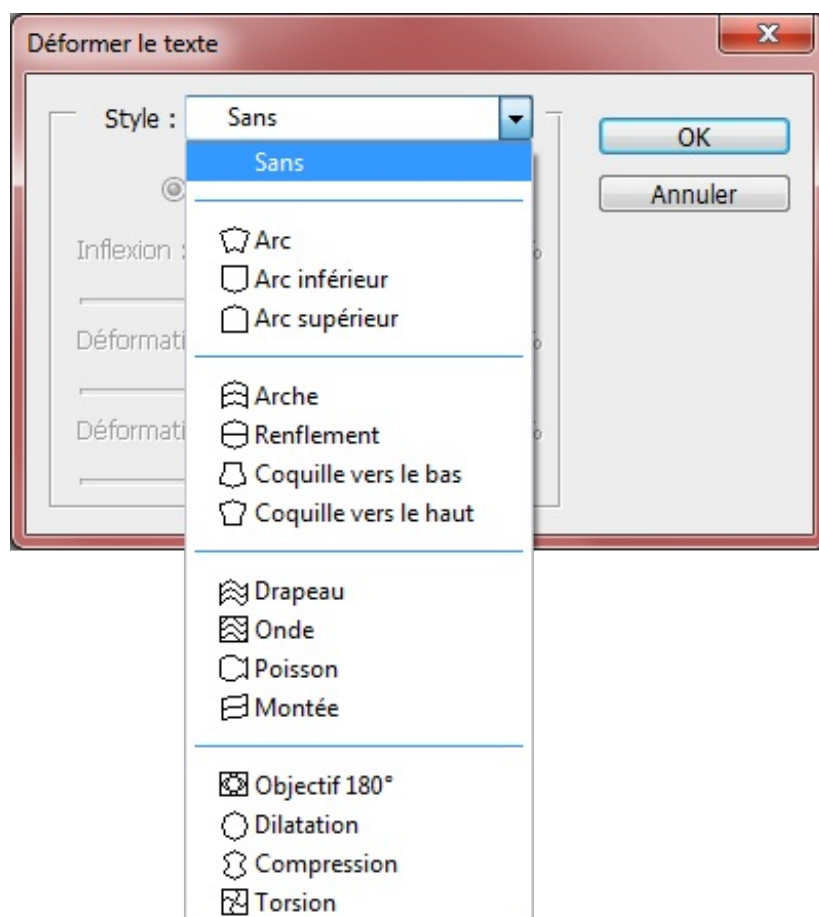 Déformer le texte
Style : Sans
OK
Annuler
Sans
Inflexion :
%
Arc
Arc inférieur
Arc supérieur
Déformati
%
Arche
Déformati
%
Renflement
Coquille vers le bas
Coquille vers le haut
Drapeau
Onde
Poisson
Montée
Objectif 180°
Dilatation
Compression
Torsion